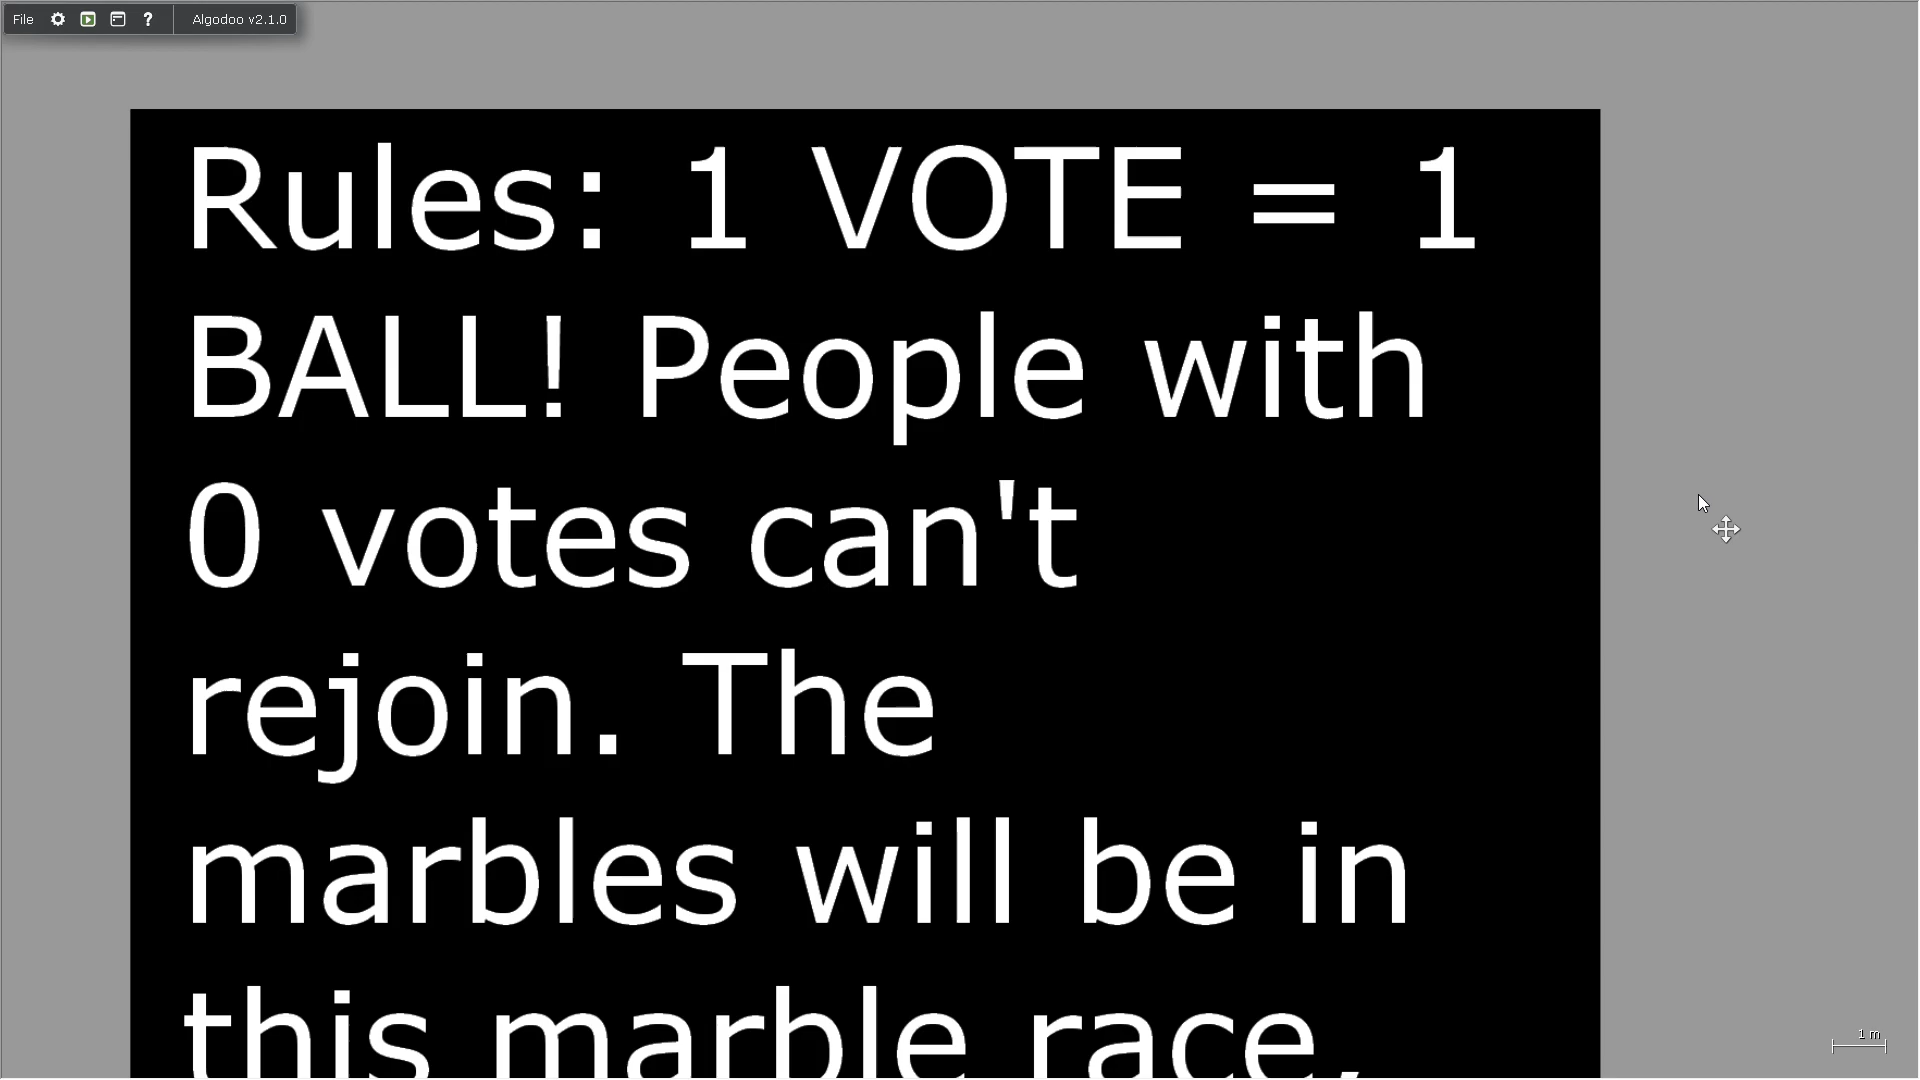 File ? Algodoo v2.1.0
Rules: 1 VOTE = 1
BALL! People with
0 votes can't
rejoin. The
marbles will be in
this marble race,
1 m